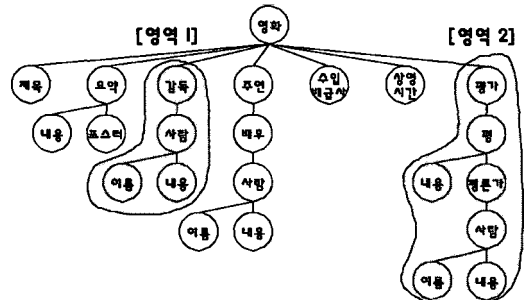 영화
[영역 1]
[영역 2]
제목
요약
감독
주연
수입
배급사
상영
시간
평가
내용
포스터
사람
배우
평
이름
내용
사람
내용
평론가
이름
내용
사람
이름
내용